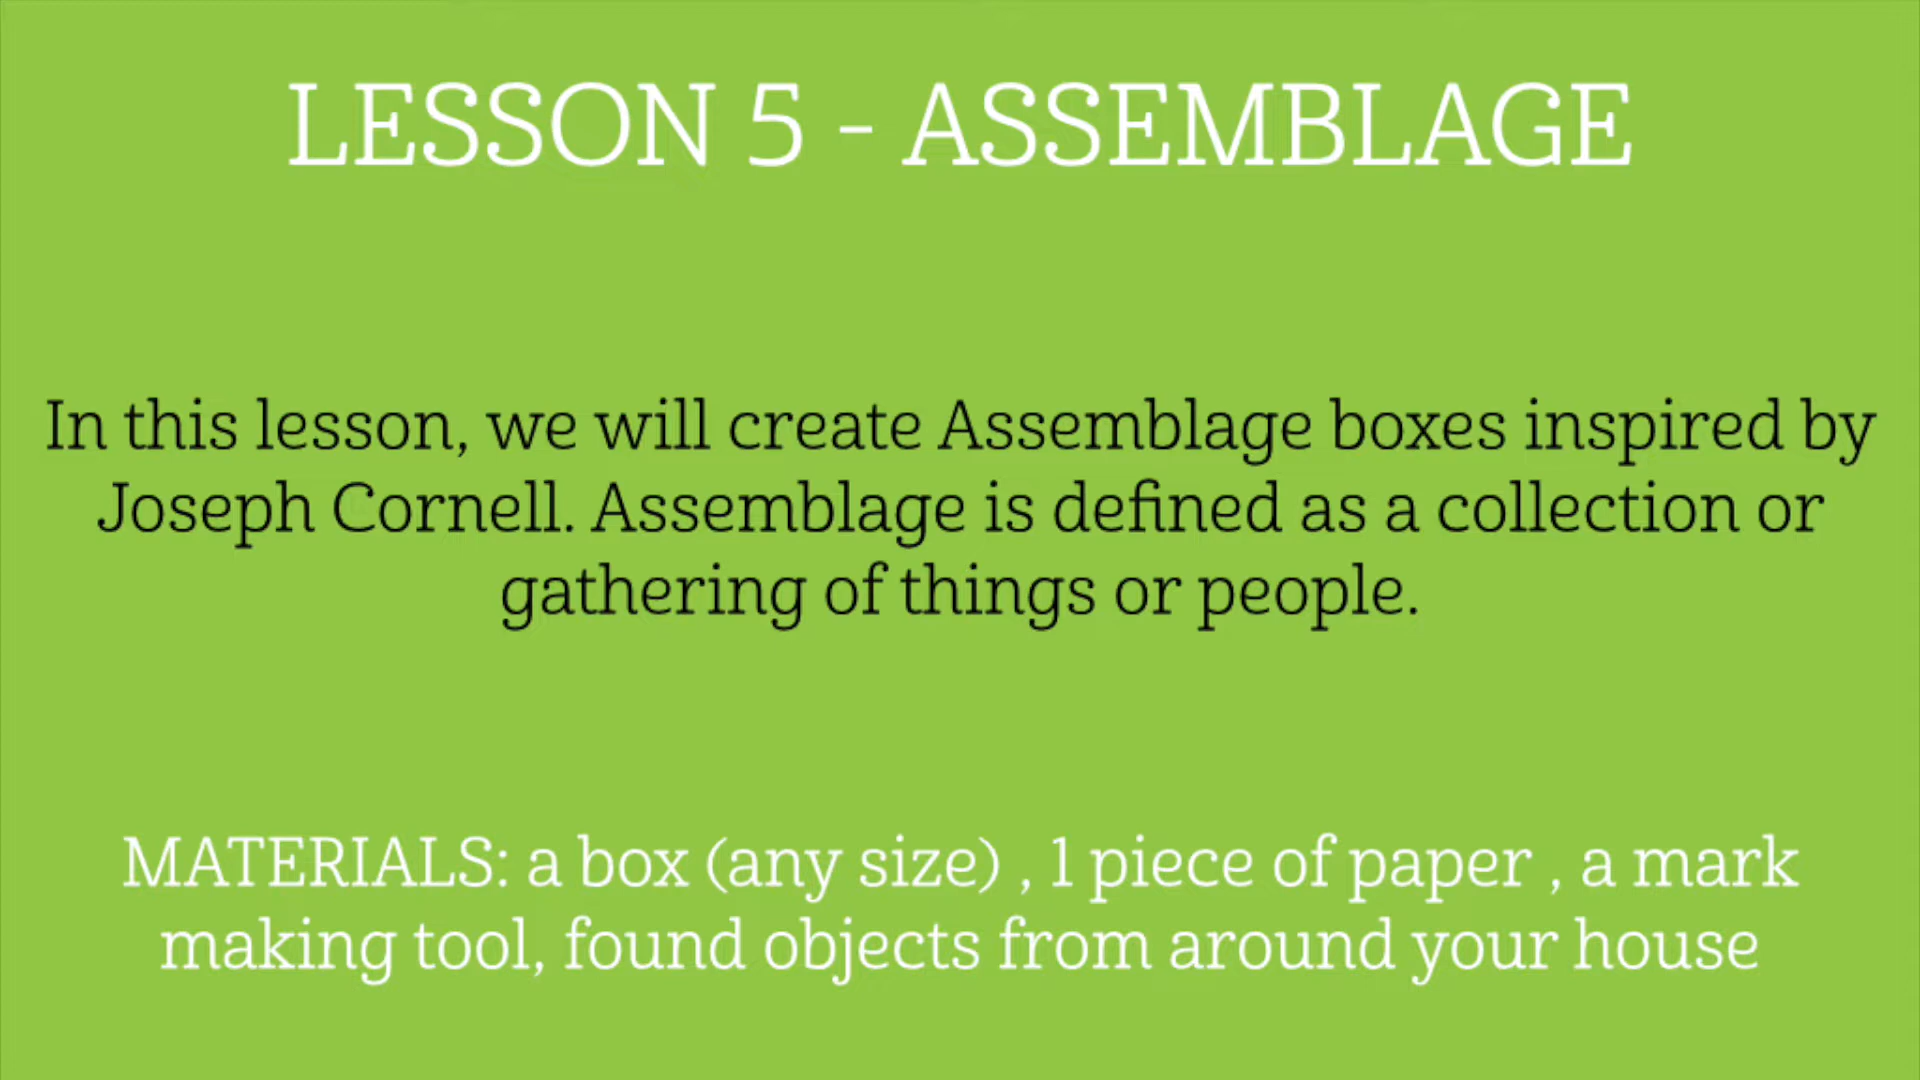 LESSON 5 - ASSEMBLAGE
In this lesson, we will create Assemblage boxes inspired by
Joseph Cornell. Assemblage is defined as a collection or
gathering of things or people.
MATERIALS: a box (any size) , 1 piece of paper , a mark
making tool, found objects from around your house